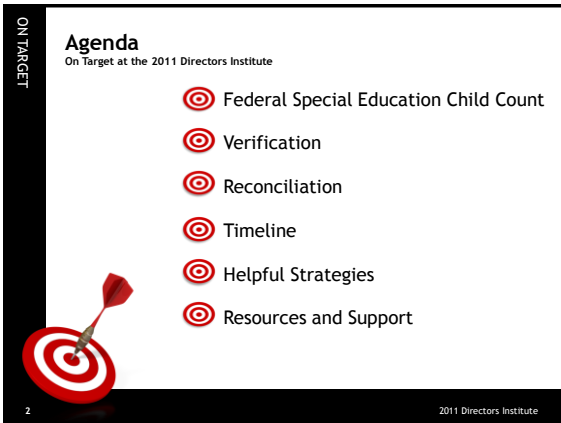 ON TARGET
Agenda
On Target at the 2011 Directors Institute
Federal Special Education Child Count
Verification
Reconciliation
Timeline
Helpful Strategies
Resources and Support
2
2011 Directors Institute